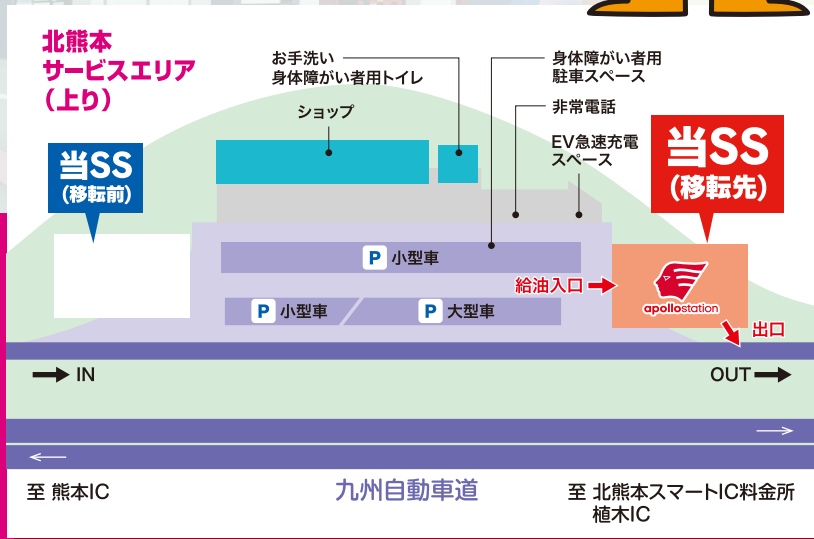 北熊本
サービスエリア
(上り)
お手洗い
身体障がい者用トイレ
ショップ
身体障がい者用
駐車スペース
非常電話
EV急速充電
スペース
当SS
(移転前)
当SS
(移転先)
P 小型車
P 小型車
P 大型車
給油入口
apollostation
出口
IN
OUT
至 熊本IC
九州自動車道
至 北熊本スマートIC料金所
植木IC